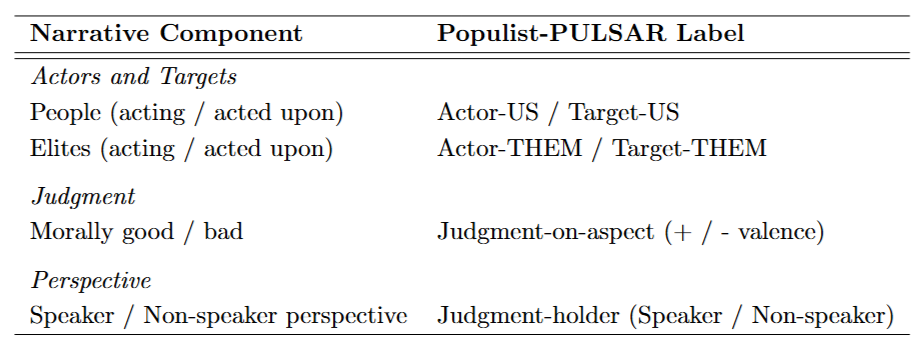 Narrative Component Populist-PULSAR Label
Actors and Targets
People (acting / acted upon) Actor-US / Target-US
Elites (acting / acted upon) Actor-THEM / Target-THEM
Judgment
Morally good / bad Judgment-on-aspect (+ / - valence)
Perspective
Speaker / Non-speaker perspective Judgment-holder (Speaker / Non-speaker)